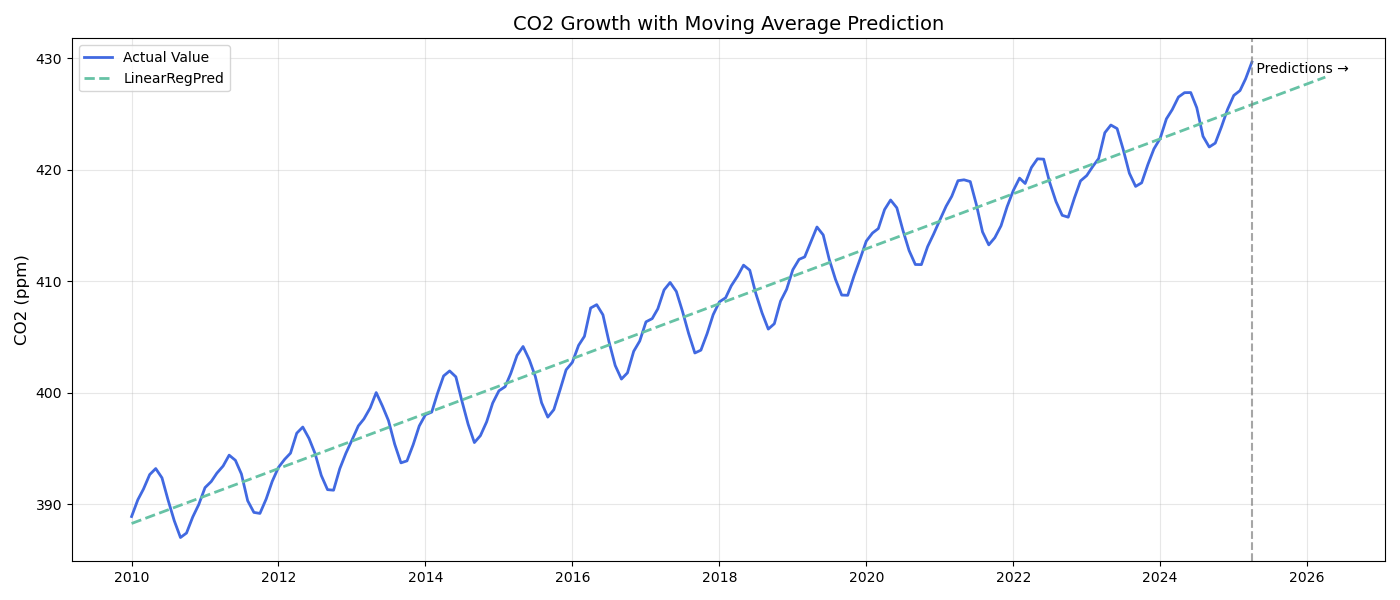 CO2 Growth with Moving Average Prediction
Actual Value
LinearRegPred
Predictions →
CO2 (ppm)
430
420
410
400
390
2010
2012
2014
2016
2018
2020
2022
2024
2026